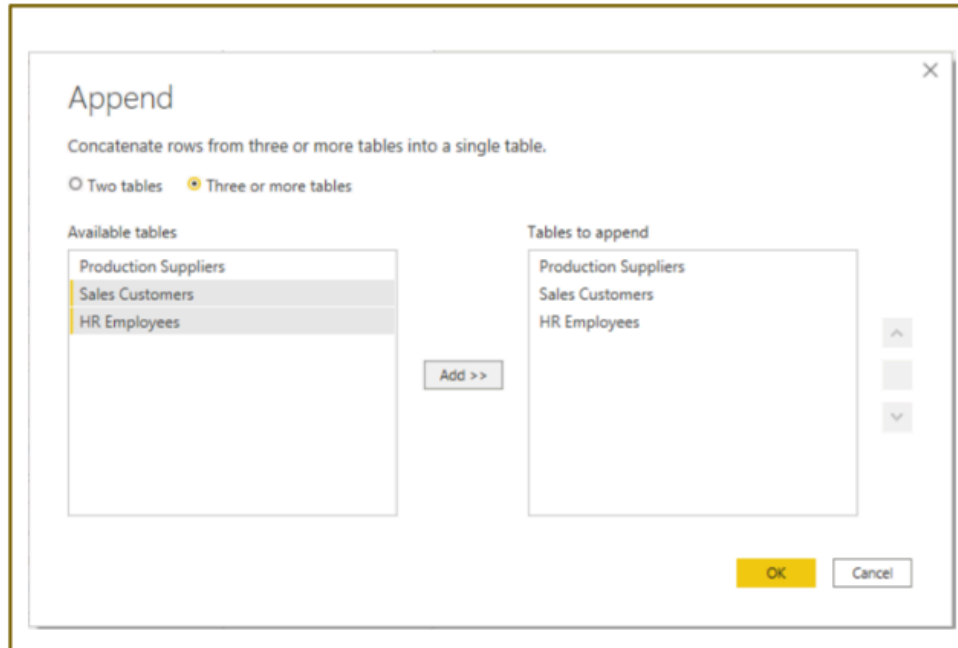 Append
Concatenate rows from three or more tables into a single table.
Two tables Three or more tables
Available tables
Production Suppliers
Sales Customers
HR Employees
Add >>
Tables to append
Production Suppliers
Sales Customers
HR Employees
OK Cancel